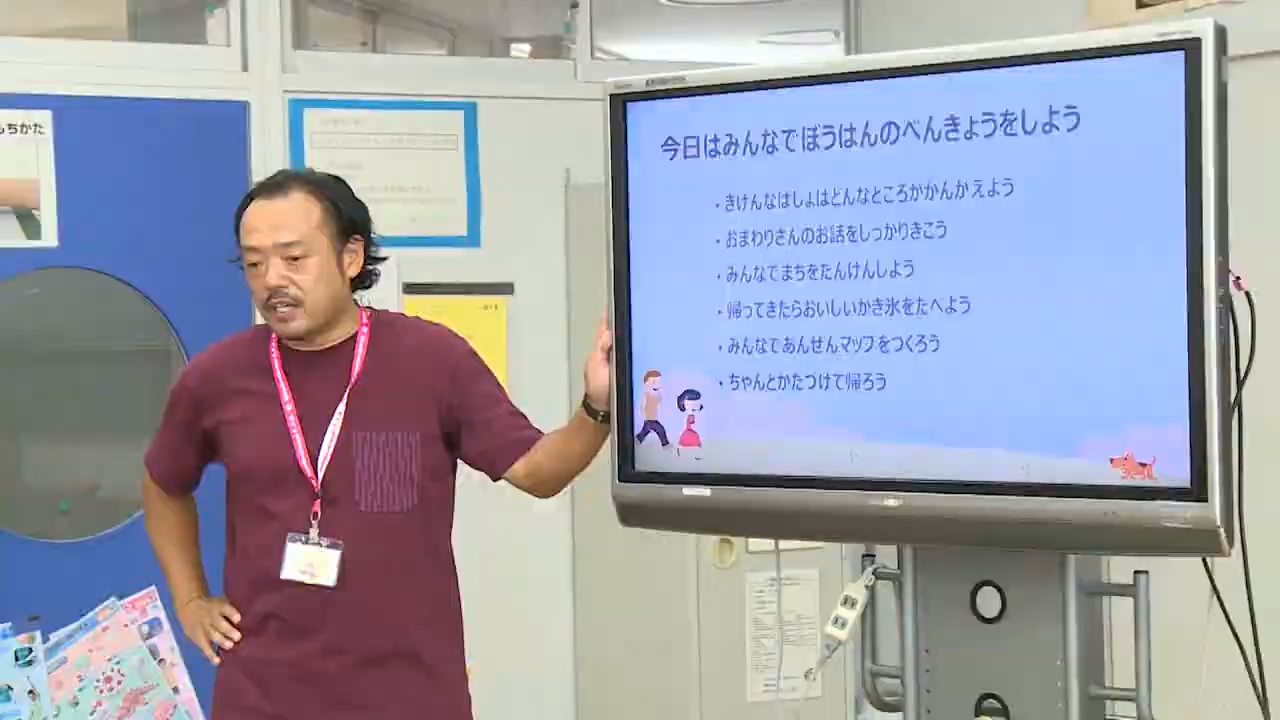 ちかた
今日はみんなでぼうはんのべんきょうをしよう
・きけんなばしょはどんなところかかんがえよう
・おまわりさんのお話をしっかりきこう
・みんなでまちをたんけんしよう
・帰ってきたらおいしいかき氷をたべよう
・みんなであんぜんマップをつくろう
・ちゃんとかたづけて帰ろう